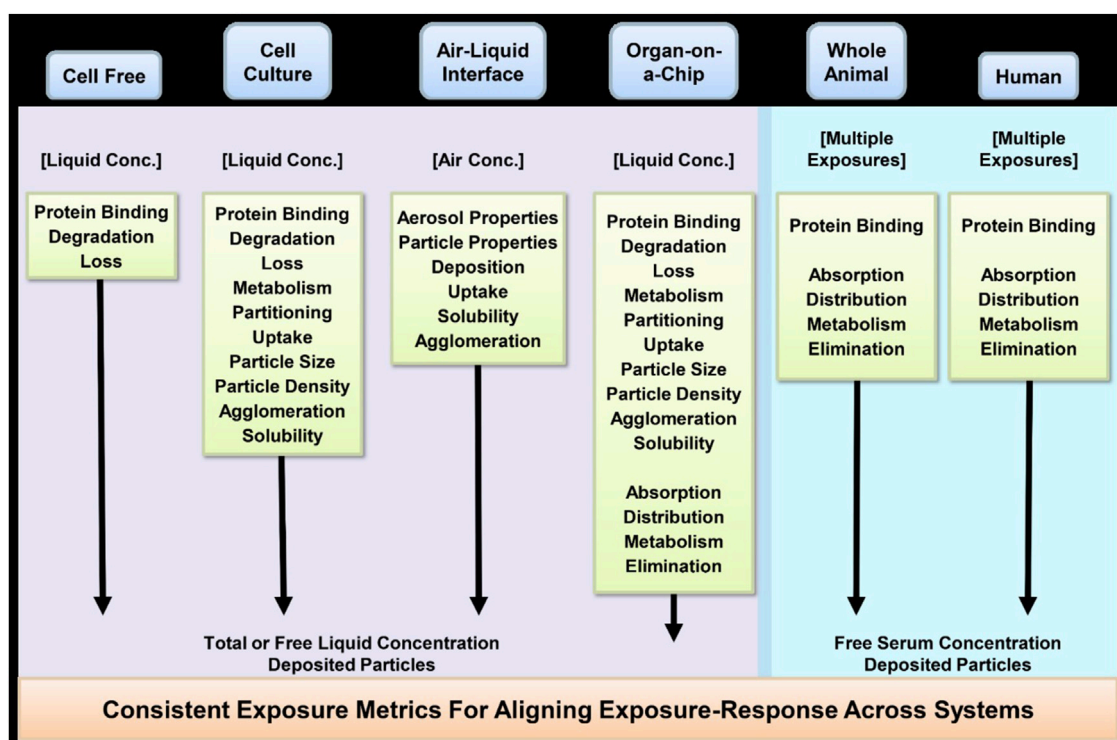 Cell Free
Cell
Culture
Air-Liquid
Interface
Organ-on-
a-Chip
Whole
Animal
Human
[Liquid Conc.]
Protein Binding
Degradation
Loss
[Liquid Conc.]
Protein Binding
Degradation
Loss
Metabolism
Partitioning
Uptake
Particle Size
Particle Density
Agglomeration
Solubility
[Air Conc.]
Aerosol Properties
Particle Properties
Deposition
Uptake
Solubility
Agglomeration
[Liquid Conc.]
Protein Binding
Degradation
Loss
Metabolism
Partitioning
Uptake
Particle Size
Particle Density
Agglomeration
Solubility
Absorption
Distribution
Metabolism
Elimination
[Multiple
Exposures]
Protein Binding
Absorption
Distribution
Metabolism
Elimination
[Multiple
Exposures]
Protein Binding
Absorption
Distribution
Metabolism
Elimination
Total or Free Liquid Concentration
Deposited Particles
Free Serum Concentration
Deposited Particles
Consistent Exposure Metrics For Aligning Exposure-Response Across Systems